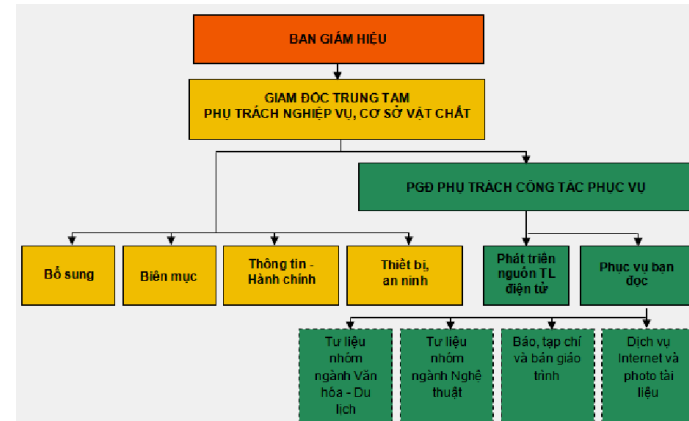 BAN GIÁM HIỆU
GIAM ĐỐC TRUNG TAM
PHỤ TRÁCH NGHIỆP VỤ, CƠ SỞ VẬT CHẤT
PGĐ PHỤ TRÁCH CÔNG TÁC PHỤC VỤ
Bổ sung
Biên mục
Thông tin -
Hành chính
Thiết bị,
an ninh
Phát triển
nguồn TL
điện tử
Phục vụ bạn
đọc
Tư liệu
nhóm
ngành Văn
hóa - Du
lịch
Tư liệu
nhóm
ngành Nghệ
thuật
Báo, tạp chí
và bán giáo
trình
Dịch vụ
Internet và
photo tài
liệu